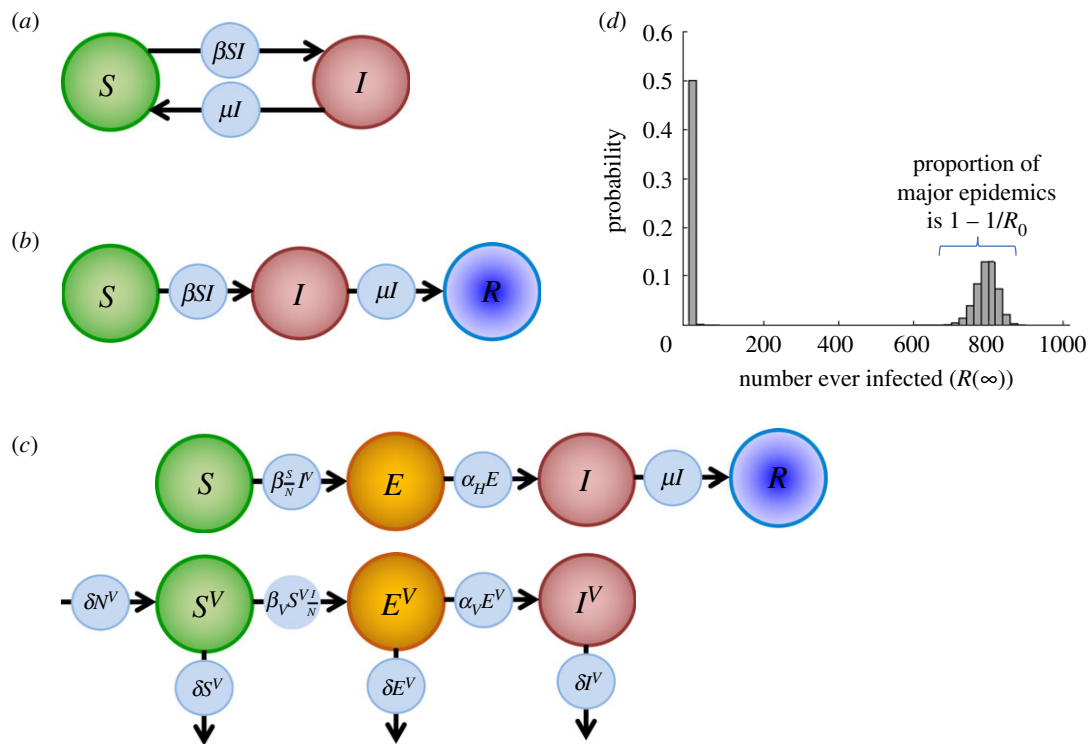 (a)
S
βSI
I
μI
(b)
S
βSI
I
μI
R
(c)
S
β S/N I^V
E
α_H E
I
μI
R
δN^V
S^V
β_V S^V I/N
E^V
α_V E^V
I^V
δS^V
δE^V
δI^V
(d)
0.6
0.5
0.4
0.3
0.2
0.1
probability
proportion of
major epidemics
is 1 – 1/R_0
0 200 400 600 800 1000
number ever infected (R(∞))